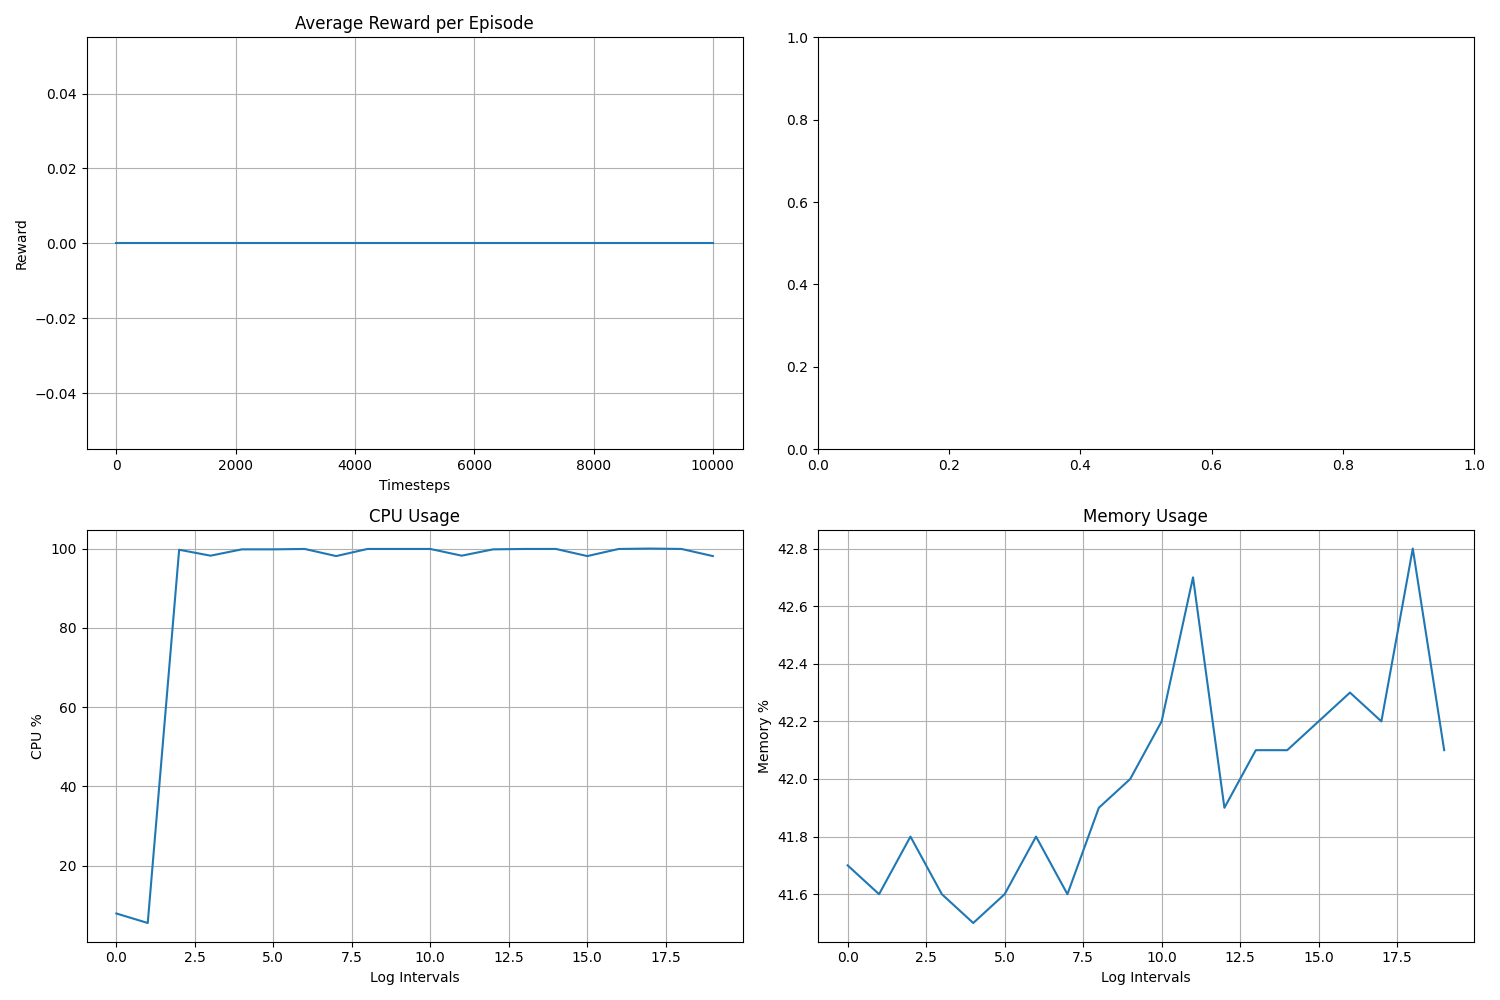 Average Reward per Episode
0.04
0.02
0.00
−0.02
−0.04
Reward
0 2000 4000 6000 8000 10000
Timesteps
1.0
0.8
0.6
0.4
0.2
0.0
0.0 0.2 0.4 0.6 0.8 1.0
CPU Usage
100
80
60
40
20
CPU %
0.0 2.5 5.0 7.5 10.0 12.5 15.0 17.5
Log Intervals
Memory Usage
42.8
42.6
42.4
42.2
42.0
41.8
41.6
Memory %
0.0 2.5 5.0 7.5 10.0 12.5 15.0 17.5
Log Intervals